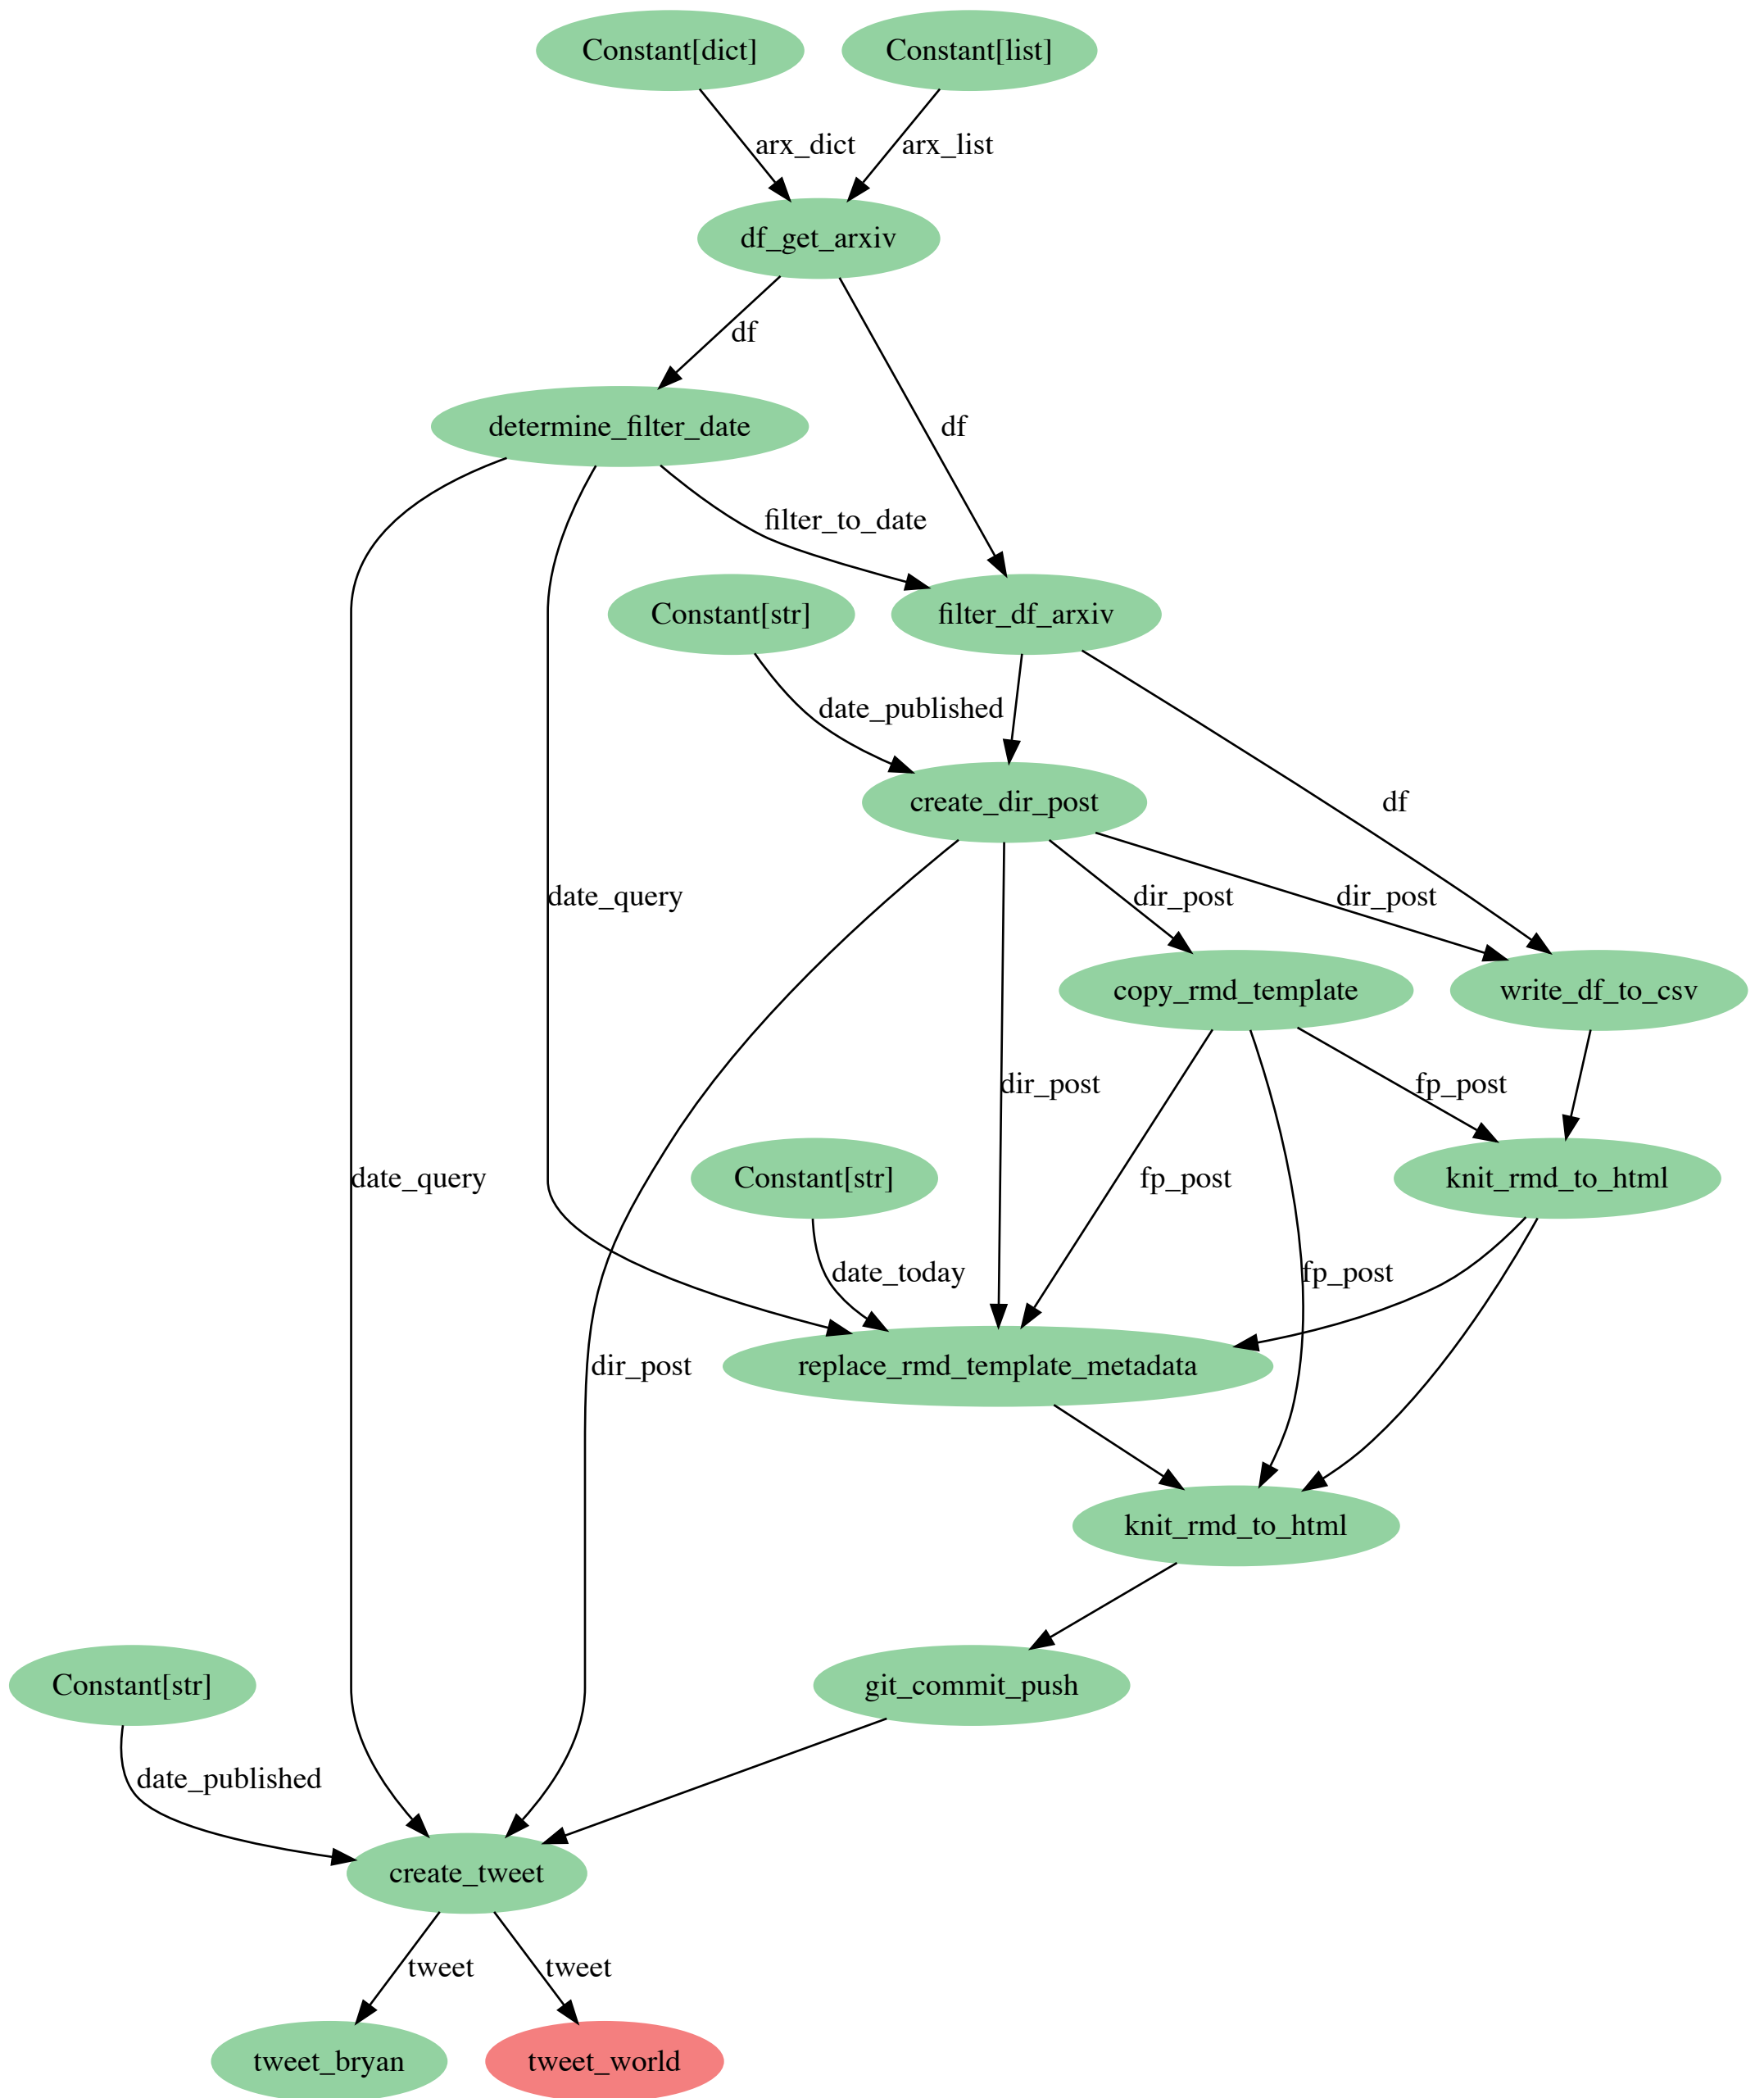 Constant[dict]
Constant[list]
arx_dict
arx_list
df_get_arxiv
df
determine_filter_date
df
filter_to_date
Constant[str]
filter_df_arxiv
date_published
create_dir_post
df
date_query
dir_post
dir_post
copy_rmd_template
write_df_to_csv
dir_post
fp_post
date_query
Constant[str]
fp_post
knit_rmd_to_html
date_today
fp_post
dir_post
replace_rmd_template_metadata
knit_rmd_to_html
Constant[str]
git_commit_push
date_published
create_tweet
tweet
tweet
tweet_bryan
tweet_world